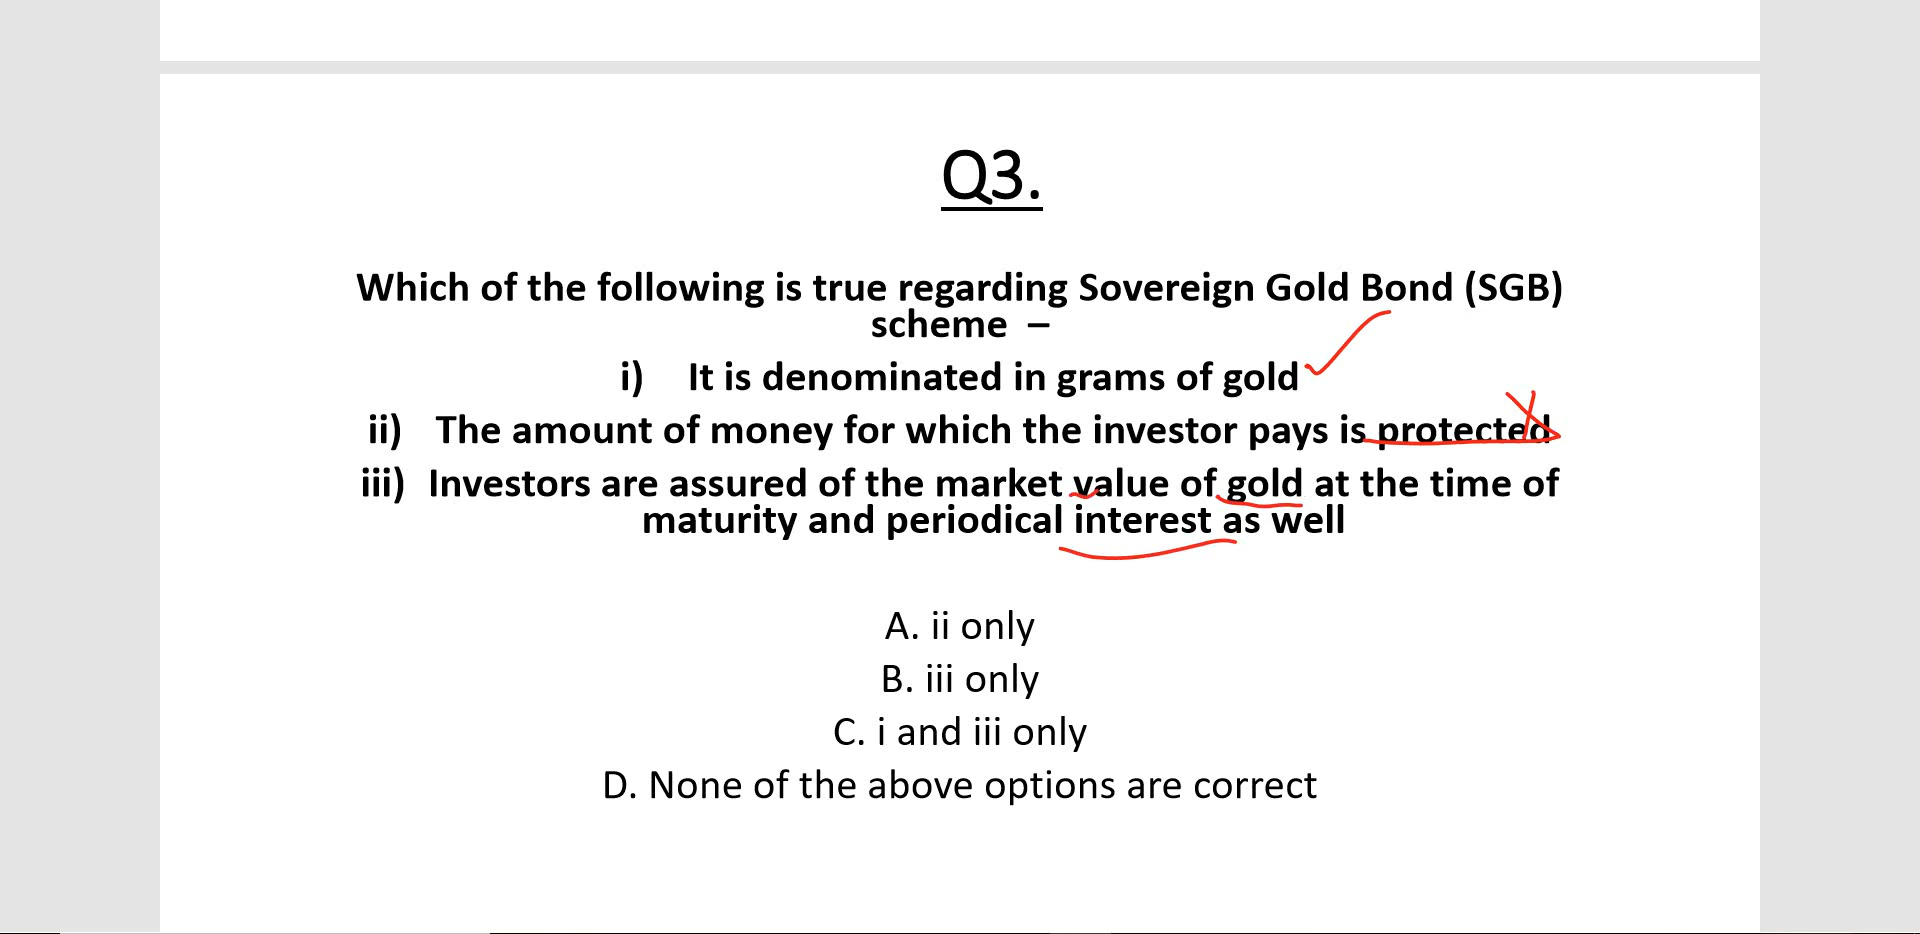 Q3.
Which of the following is true regarding Sovereign Gold Bond (SGB)
scheme –
i) It is denominated in grams of gold
ii) The amount of money for which the investor pays is protected
iii) Investors are assured of the market value of gold at the time of
maturity and periodical interest as well
A. ii only
B. iii only
C. i and iii only
D. None of the above options are correct